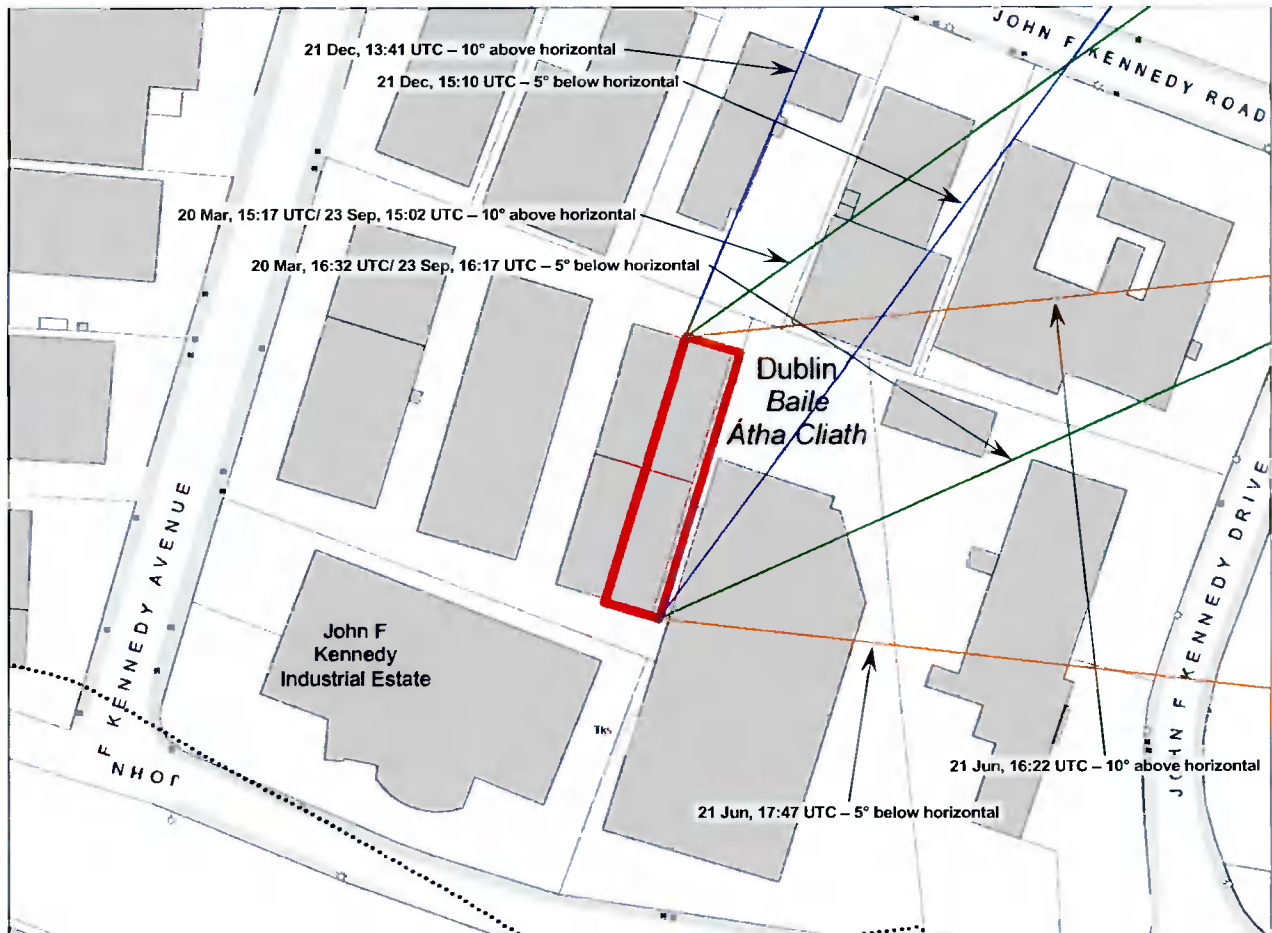 JOHN F KENNEDY ROAD
21 Dec, 13:41 UTC – 10° above horizontal
21 Dec, 15:10 UTC – 5° below horizontal
20 Mar, 15:17 UTC/ 23 Sep, 15:02 UTC – 10° above horizontal
20 Mar, 16:32 UTC/ 23 Sep, 16:17 UTC – 5° below horizontal
Dublin
Baile
Átha Cliath
JOHN F KENNEDY AVENUE
John F
Kennedy
Industrial Estate
Tks
JOHN F KENNEDY DRIVE
21 Jun, 16:22 UTC – 10° above horizontal
21 Jun, 17:47 UTC – 5° below horizontal